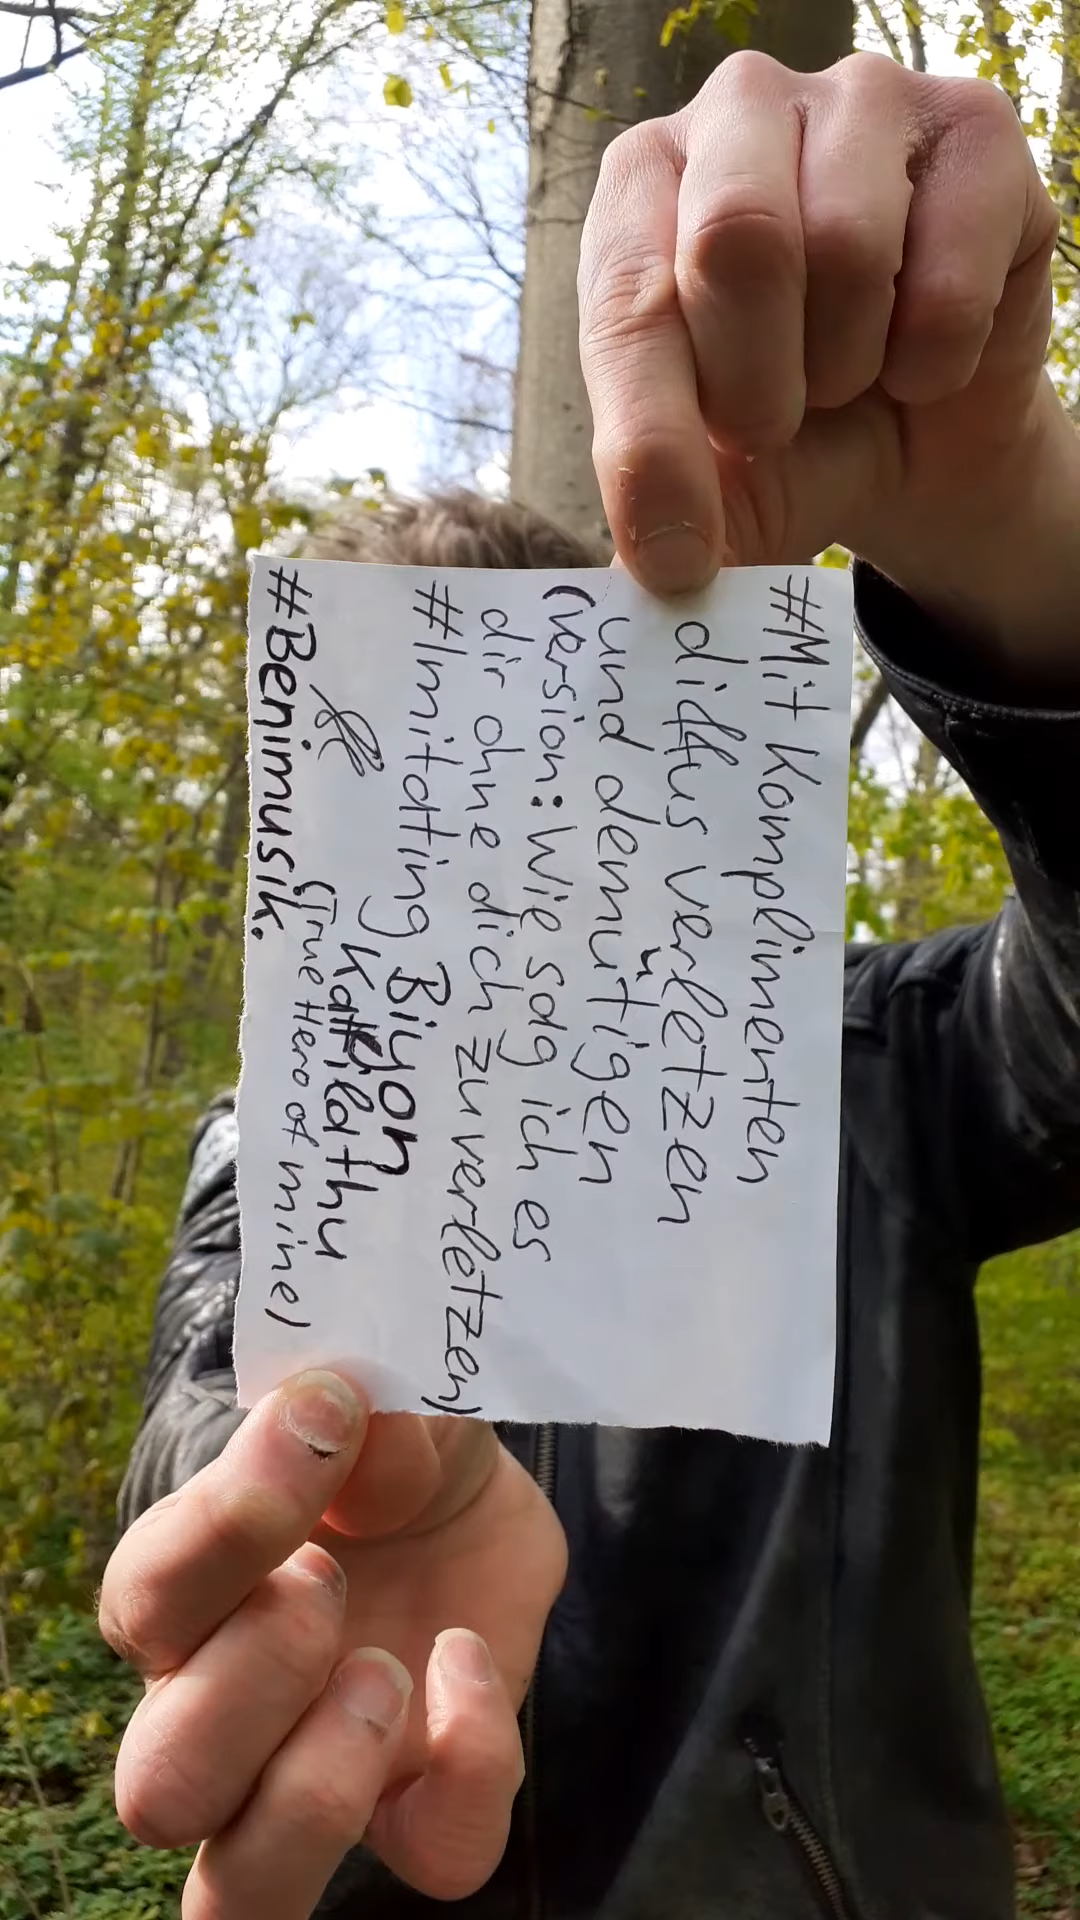 #Mit Komplimenten
diffus verletzen
und demütigen
(version: Wie sag ich es
dir ohne dich zu verletzen)
#Imitating Biyon
Kattilathu
(True Hero of mine)
#Benimusik.